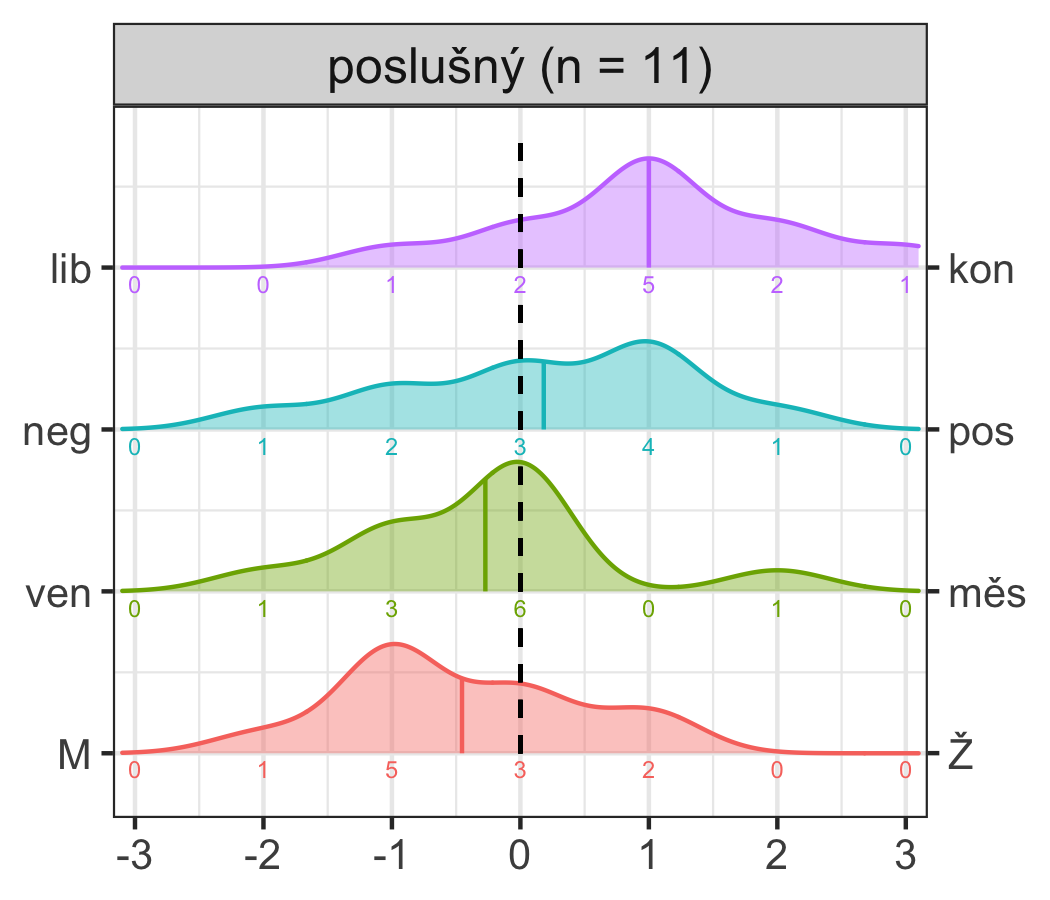 poslušný (n = 11)
lib kon
0 0 1 2 5 2 1
neg pos
0 1 2 3 4 1 0
ven měs
0 1 3 6 0 1 0
M Ž
0 1 5 3 2 0 0
-3 -2 -1 0 1 2 3